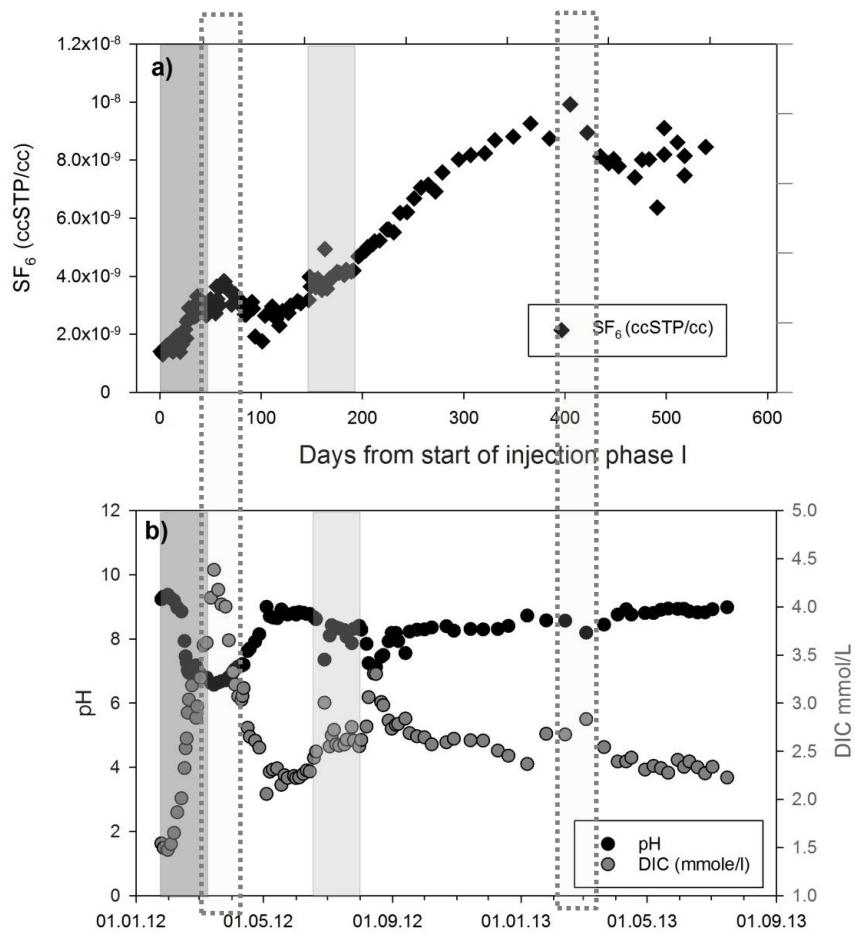 1.2x10⁻⁸
a)
10⁻⁸
8.0x10⁻⁹
6.0x10⁻⁹
4.0x10⁻⁹
2.0x10⁻⁹
0
SF₆ (ccSTP/cc)
SF₆ (ccSTP/cc)
0 100 200 300 400 500 600
Days from start of injection phase I
b)
12
10
8
6
4
2
0
pH
5.0
4.5
4.0
3.5
3.0
2.5
2.0
1.5
1.0
DIC mmol/L
pH
DIC (mmole/l)
01.01.12 01.05.12 01.09.12 01.01.13 01.05.13 01.09.13